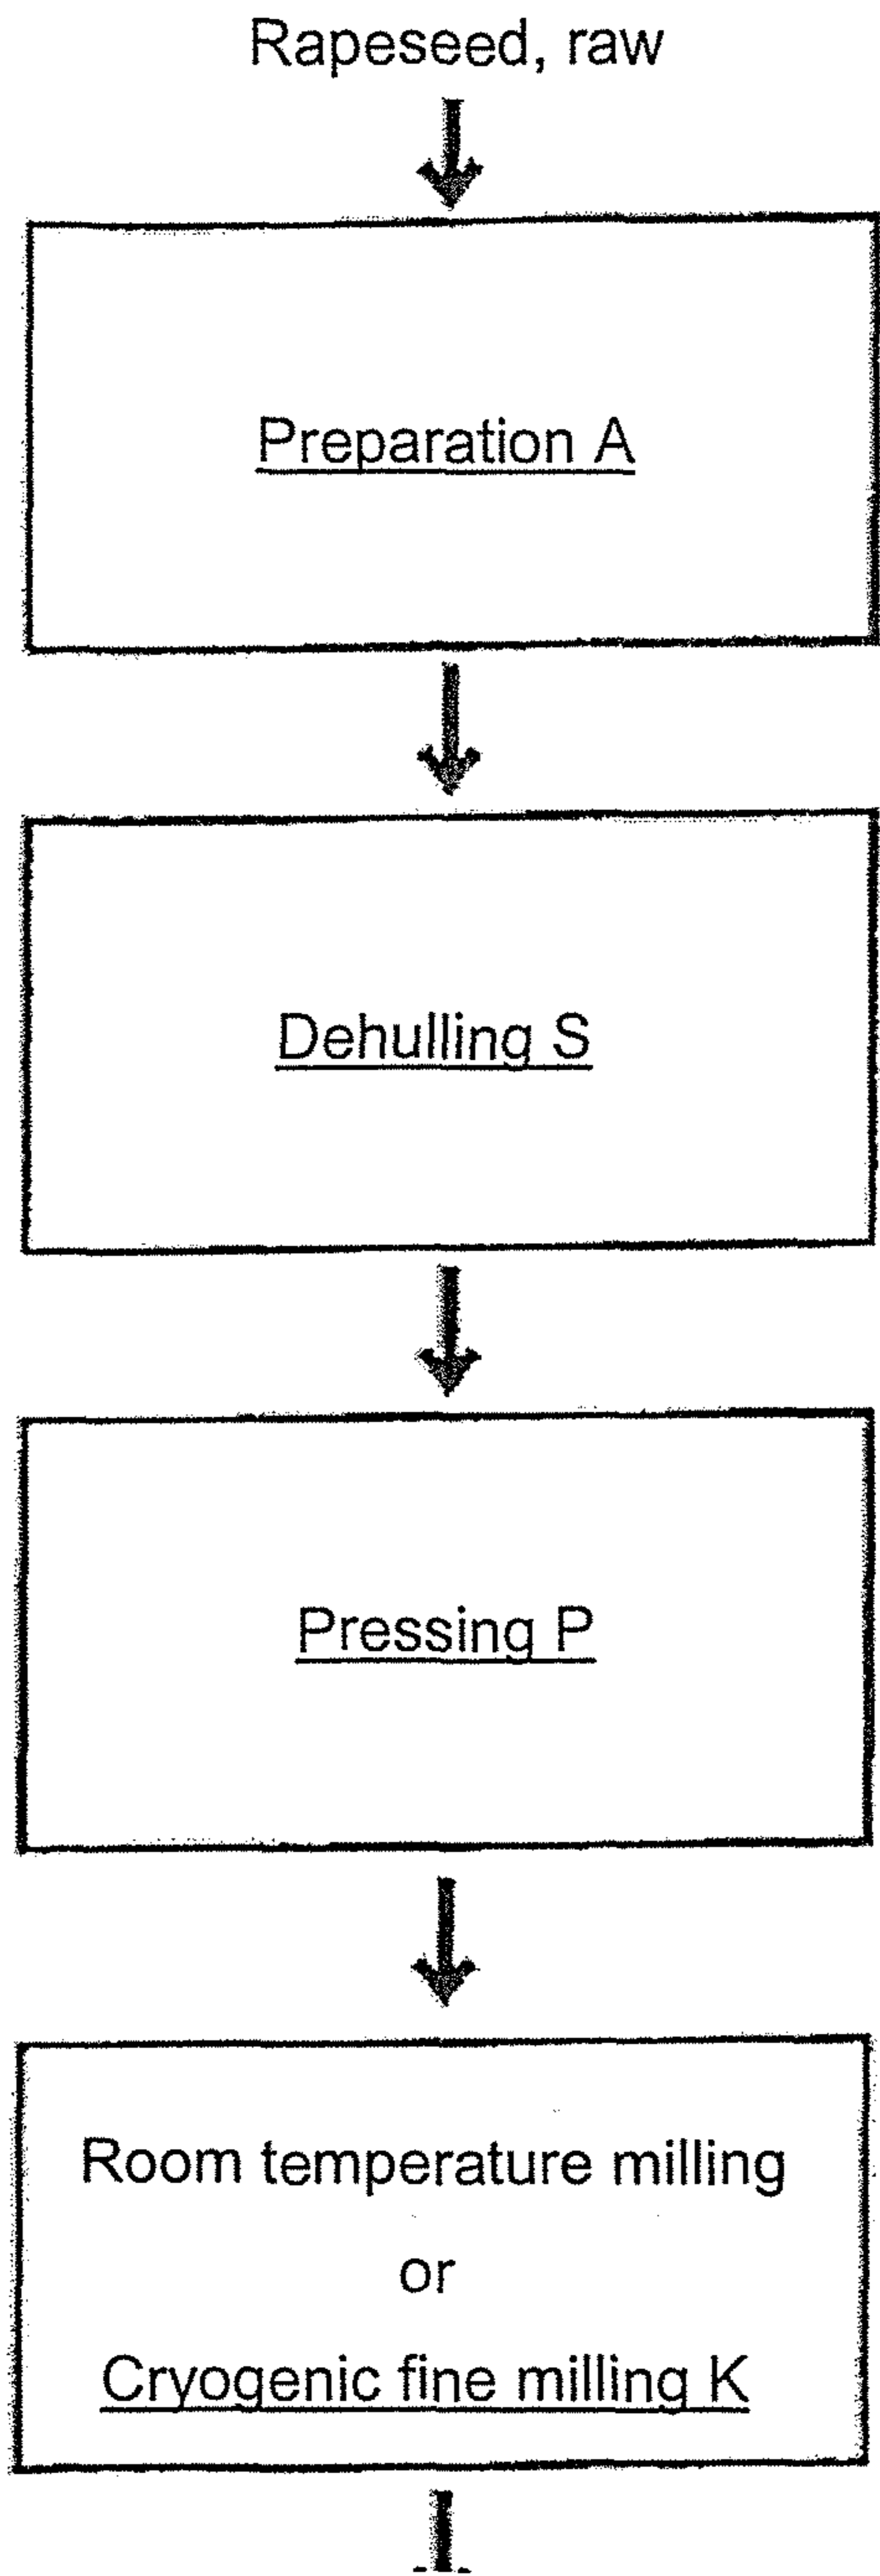 Rapeseed, raw
Preparation A
Dehulling S
Pressing P
Room temperature milling
or
Cryogenic fine milling K